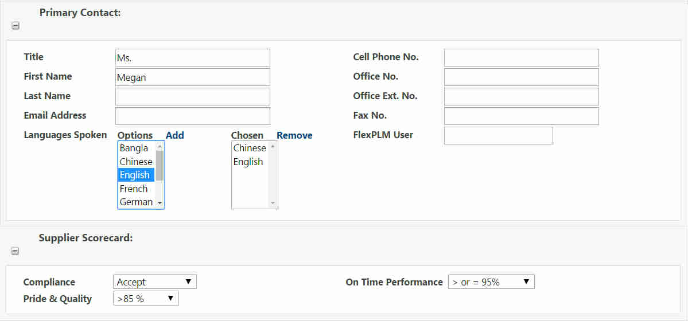 Primary Contact:
Title Ms. Cell Phone No.
First Name Megan Office No.
Last Name Office Ext. No.
Email Address Fax No.
Languages Spoken Options Add Chosen Remove FlexPLM User
Bangla Chinese
Chinese English
English
French
German
Supplier Scorecard:
Compliance Accept On Time Performance > or = 95%
Pride & Quality >85 %